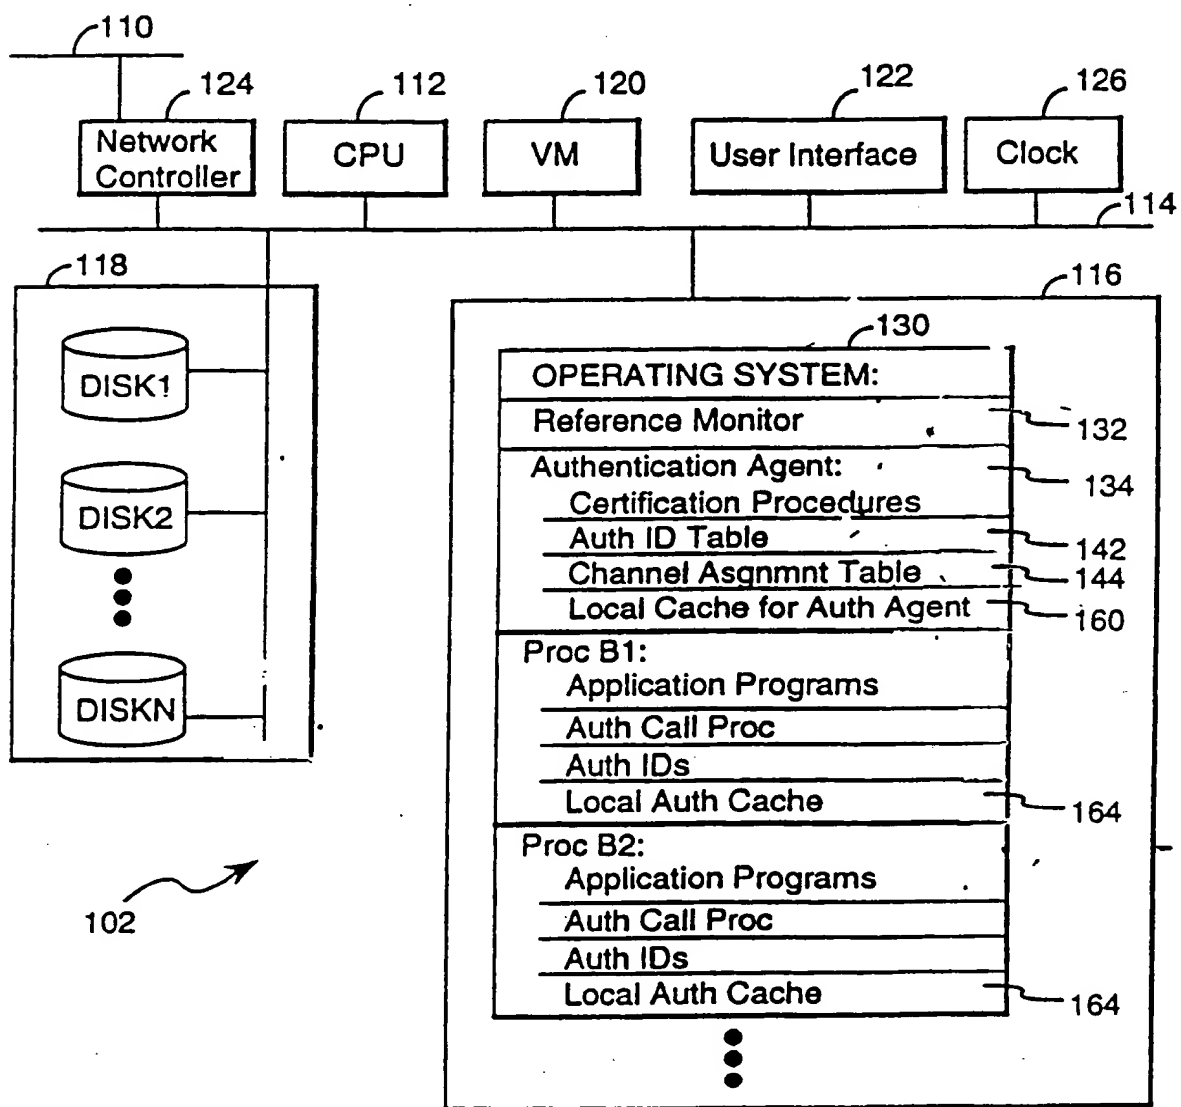 110
124
112
120
122
126
Network
Controller
CPU
VM
User Interface
Clock
114
118
116
DISK1
DISK2
DISKN
130
OPERATING SYSTEM:
Reference Monitor
132
Authentication Agent:
134
Certification Procedures
Auth ID Table
142
Channel Asgnmnt Table
144
Local Cache for Auth Agent
160
Proc B1:
Application Programs
Auth Call Proc
Auth IDs
Local Auth Cache
164
Proc B2:
Application Programs
Auth Call Proc
Auth IDs
Local Auth Cache
164
102